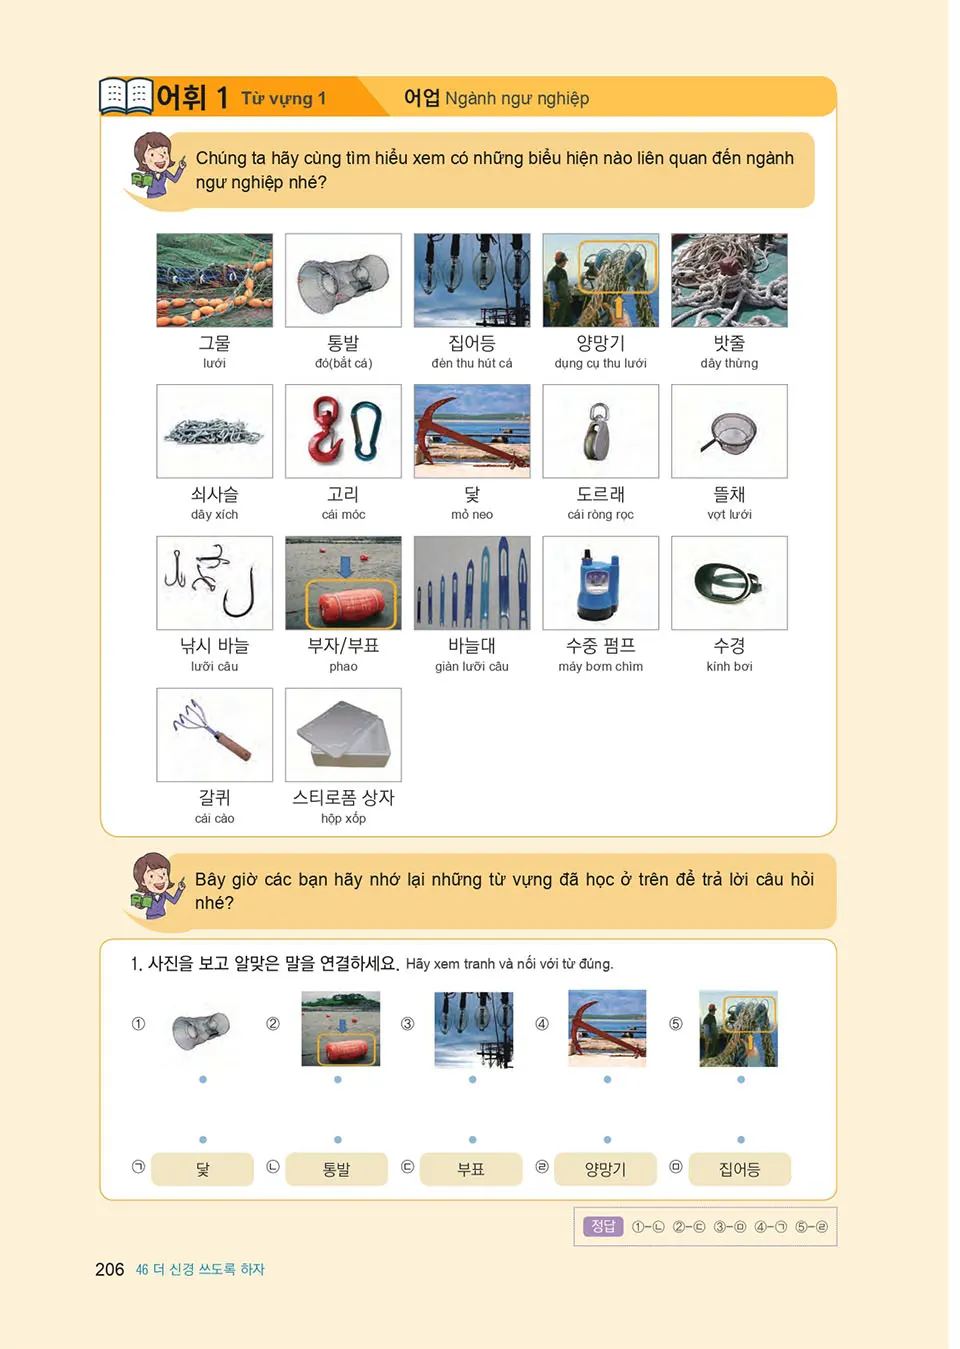 어휘 1 Từ vựng 1 어업 Ngành ngư nghiệp
Chúng ta hãy cùng tìm hiểu xem có những biểu hiện nào liên quan đến ngành
ngư nghiệp nhé?
그물 통발 집어등 양망기 밧줄
lưới đó(bắt cá) đèn thu hút cá dụng cụ thu lưới dây thừng
쇠사슬 고리 닻 도르래 뜰채
dây xích cái móc mỏ neo cái ròng rọc vợt lưới
낚시 바늘 부자/부표 바늘대 수중 펌프 수경
lưỡi câu phao giàn lưỡi câu máy bơm chìm kính bơi
갈퀴 스티로폼 상자
cái cào hộp xốp
Bây giờ các bạn hãy nhớ lại những từ vựng đã học ở trên để trả lời câu hỏi
nhé?
1. 사진을 보고 알맞은 말을 연결하세요. Hãy xem tranh và nối với từ đúng.
① ② ③ ④ ⑤
㉠ 닻 ㉡ 통발 ㉢ 부표 ㉣ 양망기 ㉤ 집어등
정답 ①-㉡ ②-㉢ ③-㉤ ④-㉠ ⑤-㉣
206 46 더 신경 쓰도록 하자